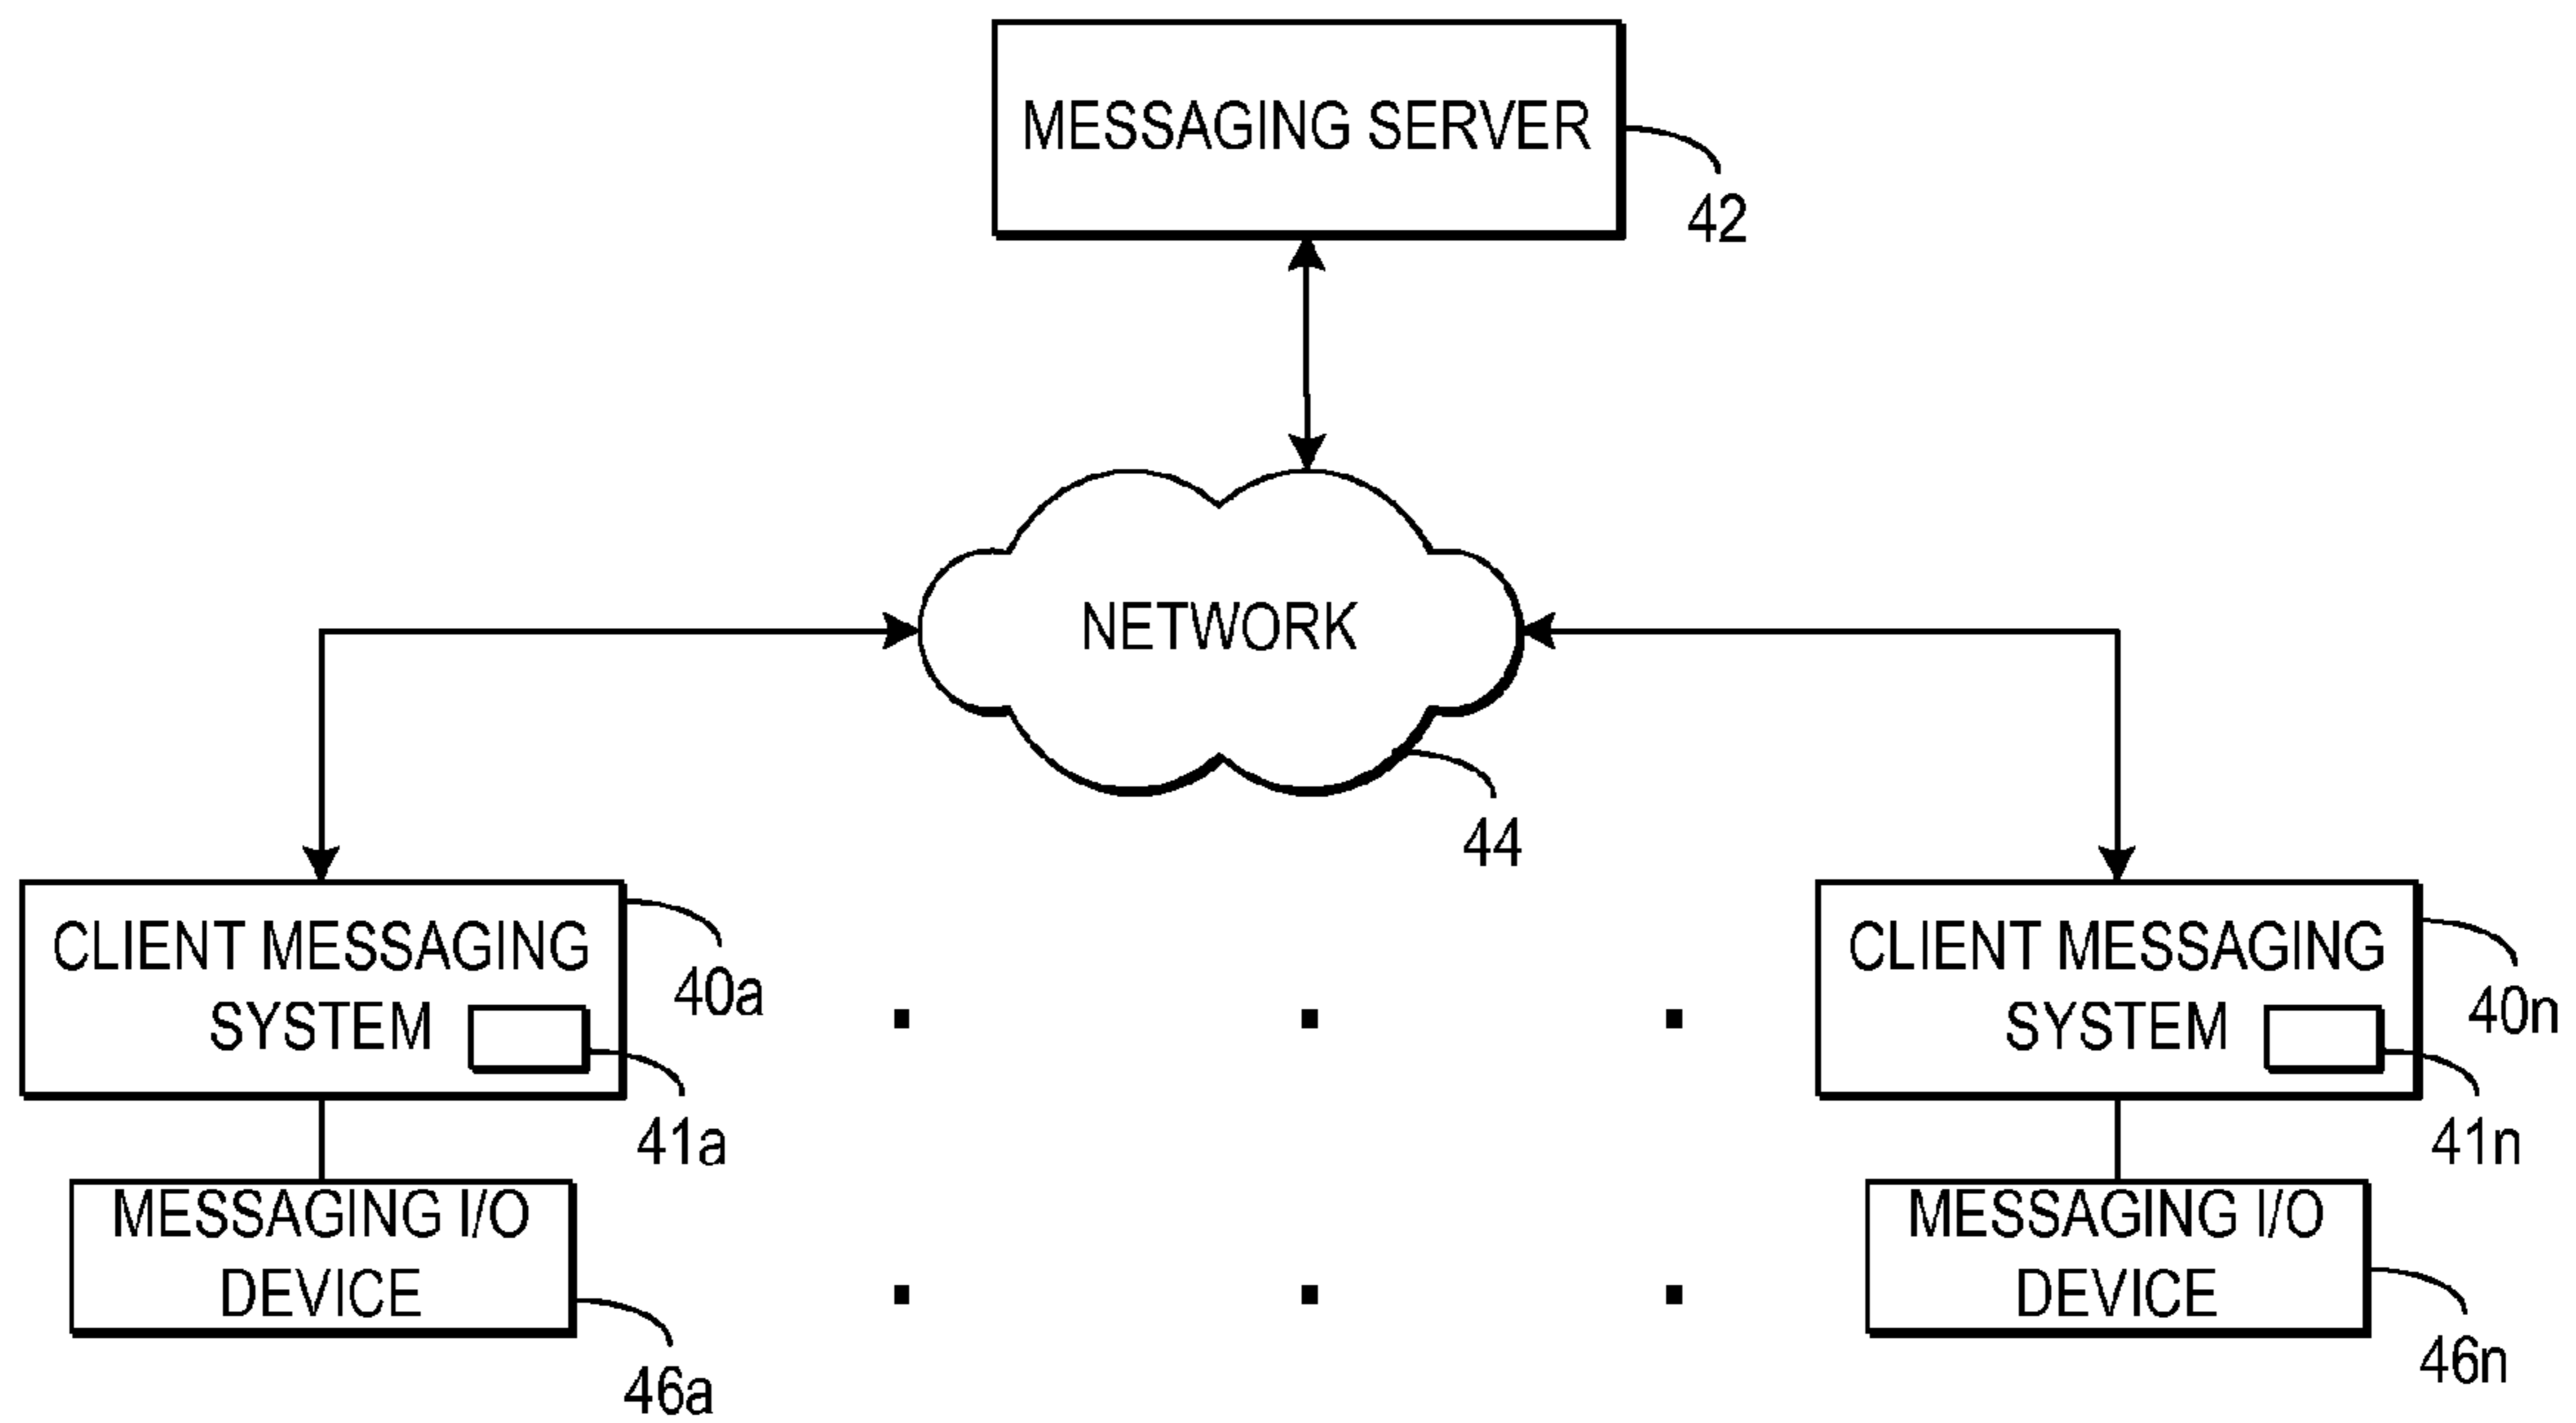 MESSAGING SERVER
42
NETWORK
44
CLIENT MESSAGING
SYSTEM
40a
41a
MESSAGING I/O
DEVICE
46a
CLIENT MESSAGING
SYSTEM
40n
41n
MESSAGING I/O
DEVICE
46n